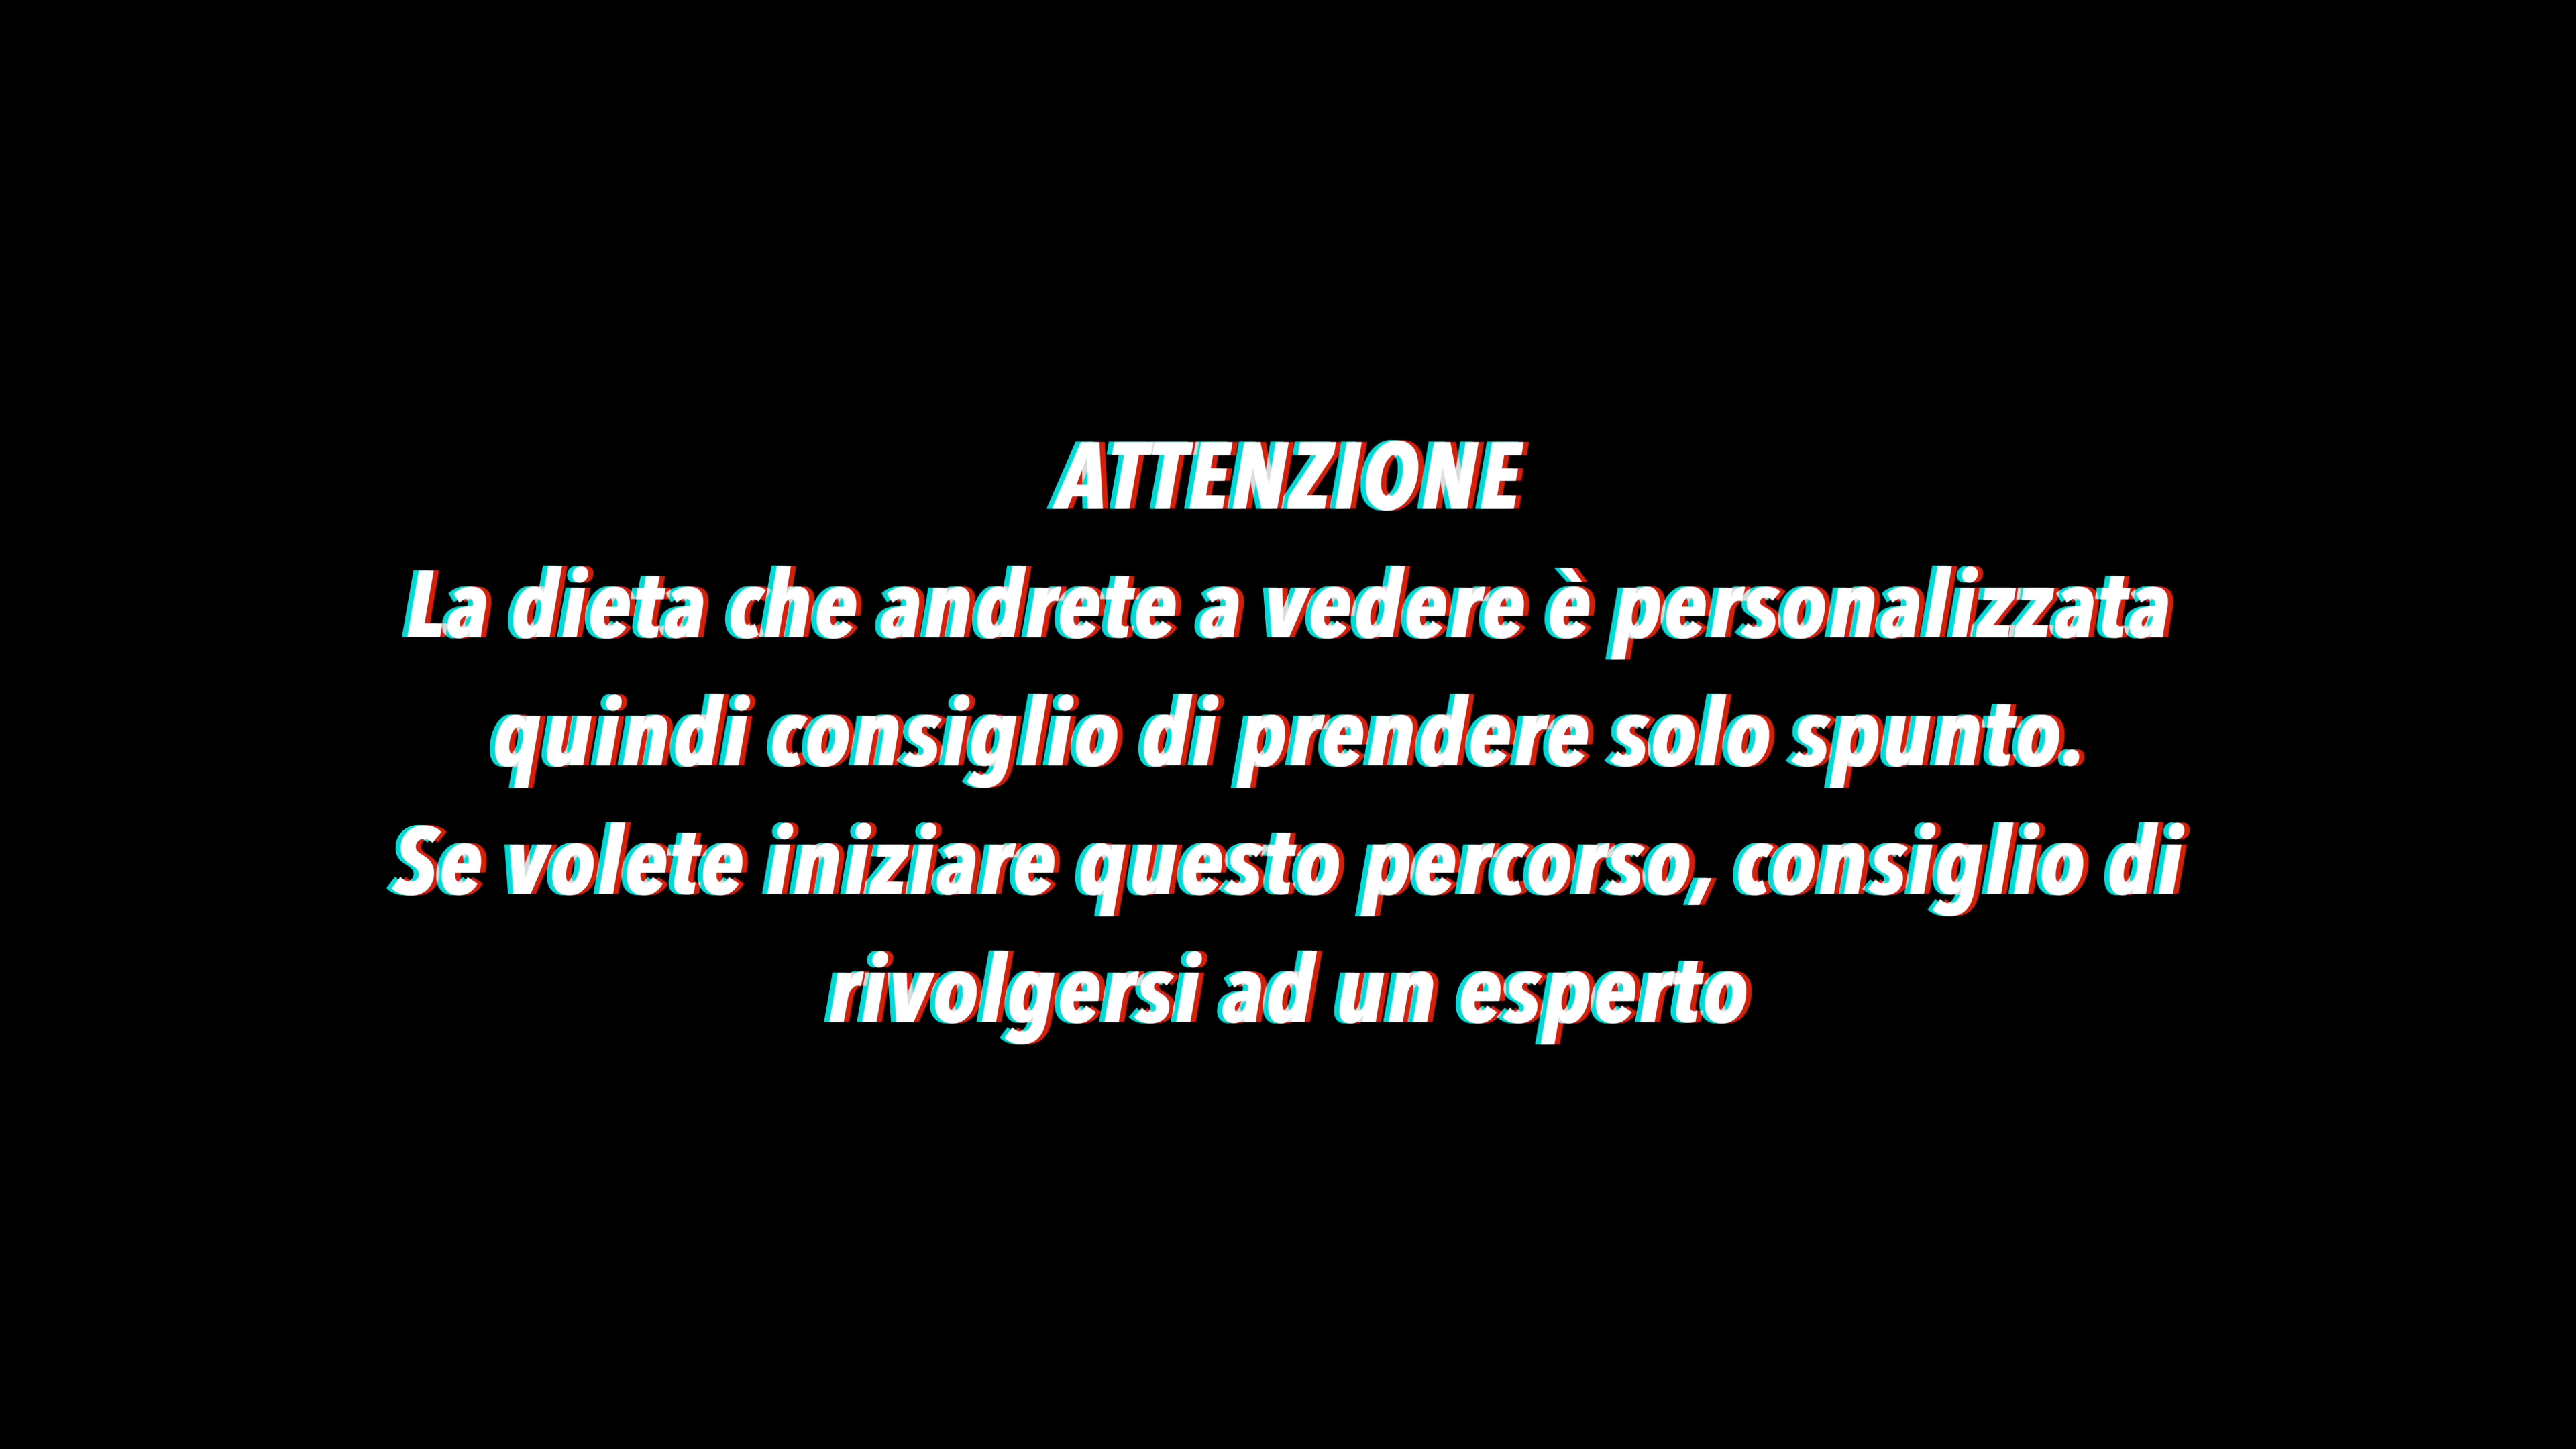 ATTENZIONE
La dieta che andrete a vedere è personalizzata
quindi consiglio di prendere solo spunto.
Se volete iniziare questo percorso, consiglio di
rivolgersi ad un esperto